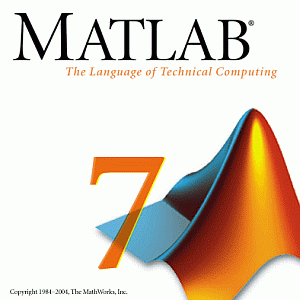 MATLAB®
The Language of Technical Computing
7
Copyright 1984–2004, The MathWorks, Inc.